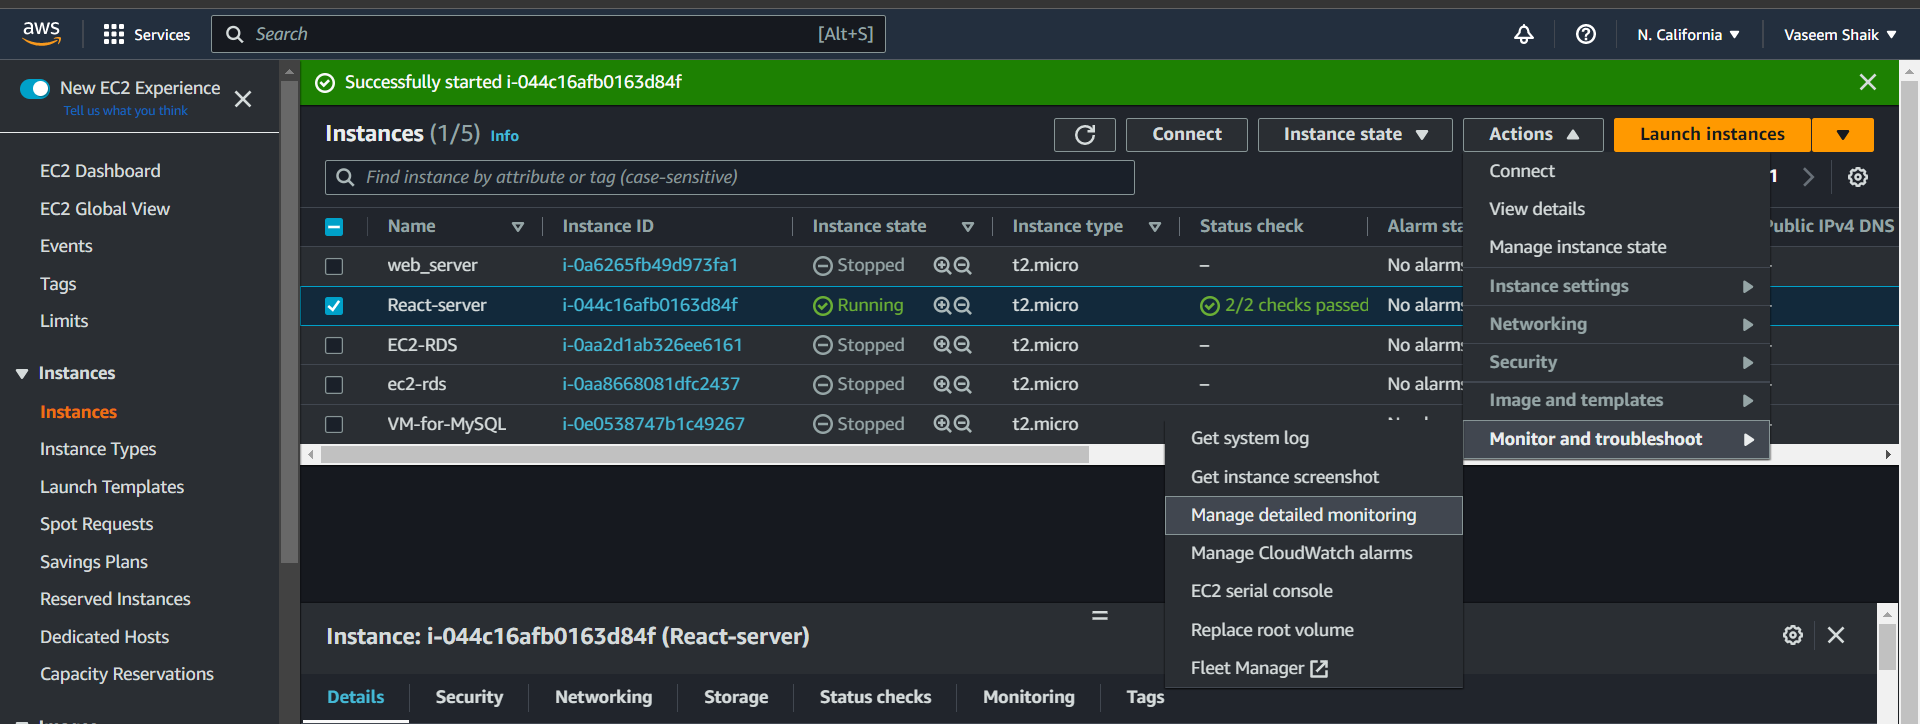 aws Services Search [Alt+S] N. California Vaseem Shaik
New EC2 Experience
Tell us what you think
EC2 Dashboard
EC2 Global View
Events
Tags
Limits
Instances
Instances
Instance Types
Launch Templates
Spot Requests
Savings Plans
Reserved Instances
Dedicated Hosts
Capacity Reservations
Successfully started i-044c16afb0163d84f
Instances (1/5) Info Connect Instance state Actions Launch instances
Find instance by attribute or tag (case-sensitive) 1
Name Instance ID Instance state Instance type Status check Alarm sta Public IPv4 DNS
web_server i-0a6265fb49d973fa1 Stopped t2.micro – No alarms
React-server i-044c16afb0163d84f Running t2.micro 2/2 checks passed No alarms
EC2-RDS i-0aa2d1ab326ee6161 Stopped t2.micro – No alarms
ec2-rds i-0aa8668081dfc2437 Stopped t2.micro – No alarms
VM-for-MySQL i-0e0538747b1c49267 Stopped t2.micro
Connect
View details
Manage instance state
Instance settings
Networking
Security
Image and templates
Monitor and troubleshoot
Get system log
Get instance screenshot
Manage detailed monitoring
Manage CloudWatch alarms
EC2 serial console
Replace root volume
Fleet Manager
Instance: i-044c16afb0163d84f (React-server)
Details Security Networking Storage Status checks Monitoring Tags